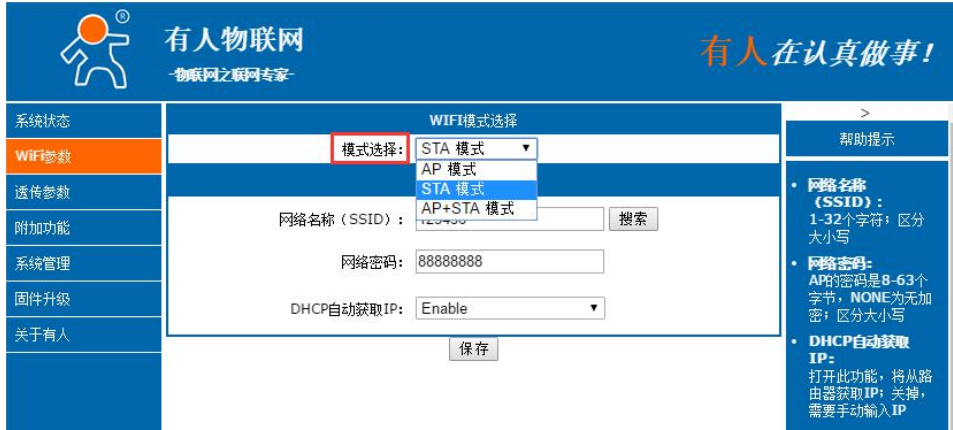 ®
有人物联网
-物联网之联网专家-
有人在认真做事!
系统状态
WiFi参数
透传参数
附加功能
系统管理
固件升级
关于有人
WIFI模式选择
模式选择: STA 模式
AP 模式
STA 模式
AP+STA 模式
网络名称(SSID): 搜索
网络密码: 88888888
DHCP自动获取IP: Enable
保存
>
帮助提示
• 网络名称
(SSID):
1-32个字符;区分
大小写
• 网络密码:
AP的密码是8-63个
字节,NONE为无加
密;区分大小写
• DHCP自动获取
IP:
打开此功能,将从路
由器获取IP;关掉,
需要手动输入IP